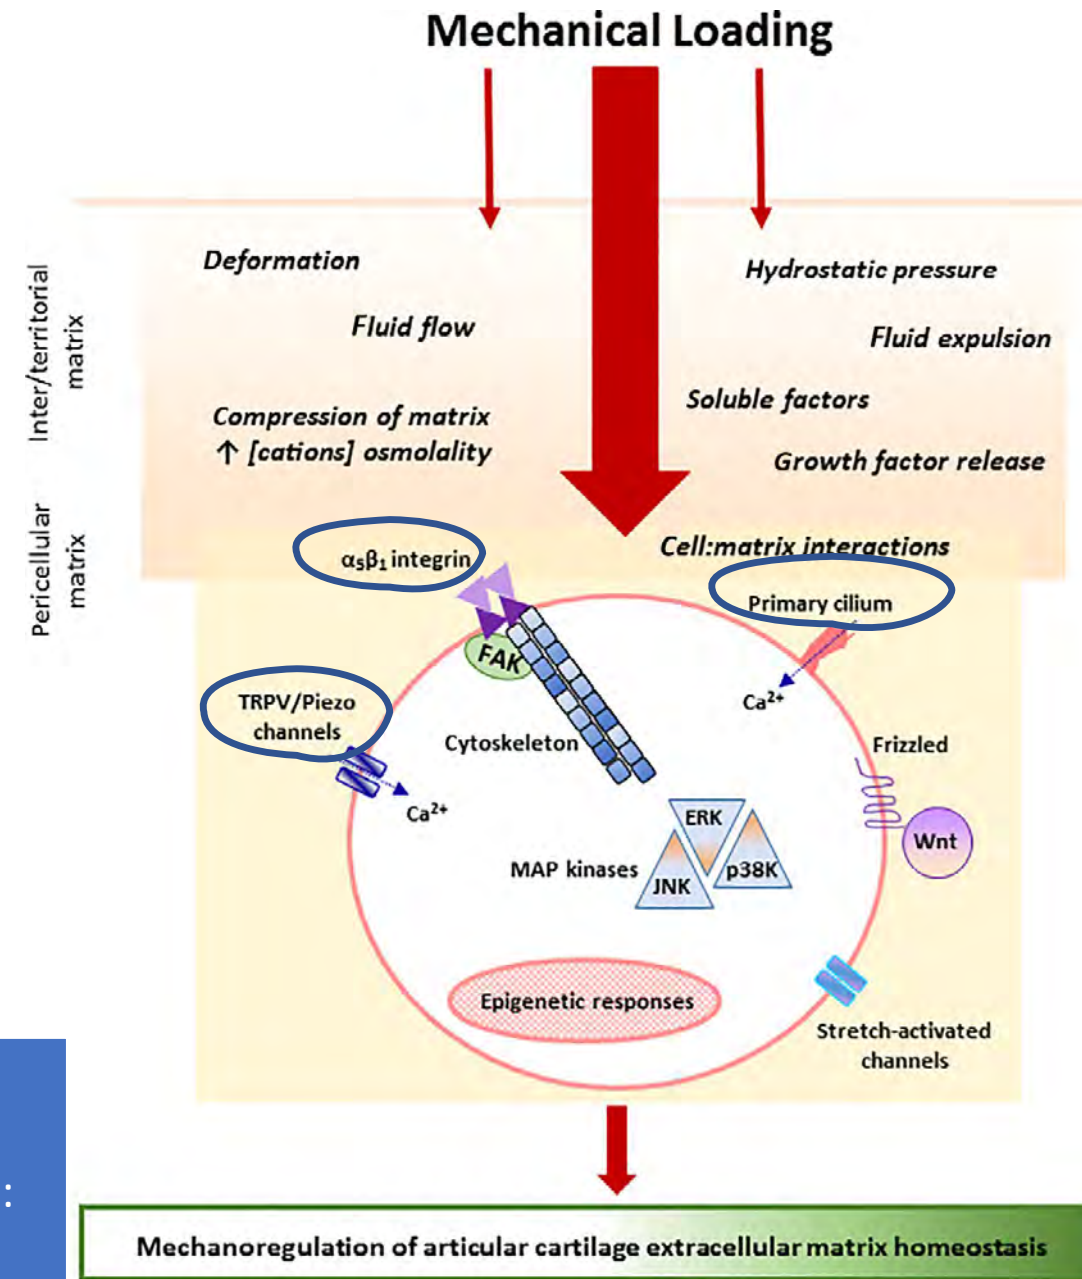 Mechanical Loading
Inter/territorial
matrix
Deformation
Hydrostatic pressure
Fluid flow
Fluid expulsion
Soluble factors
Compression of matrix
↑ [cations] osmolality
Growth factor release
Pericellular
matrix
Cell:matrix interactions
α₅β₁ integrin
Primary cilium
FAK
TRPV/Piezo
channels
Ca²⁺
Cytoskeleton
Frizzled
Ca²⁺
ERK
Wnt
MAP kinases
JNK
p38K
Epigenetic responses
Stretch-activated
channels
:
Mechanoregulation of articular cartilage extracellular matrix homeostasis